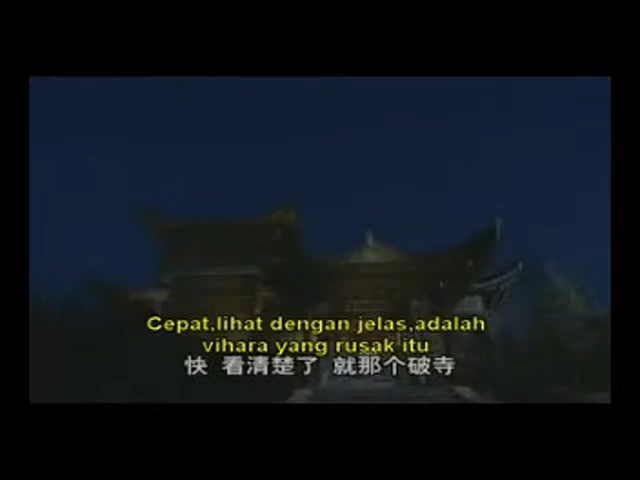 Cepat,lihat dengan jelas,adalah
vihara yang rusak itu
快 看清楚了 就那个破寺